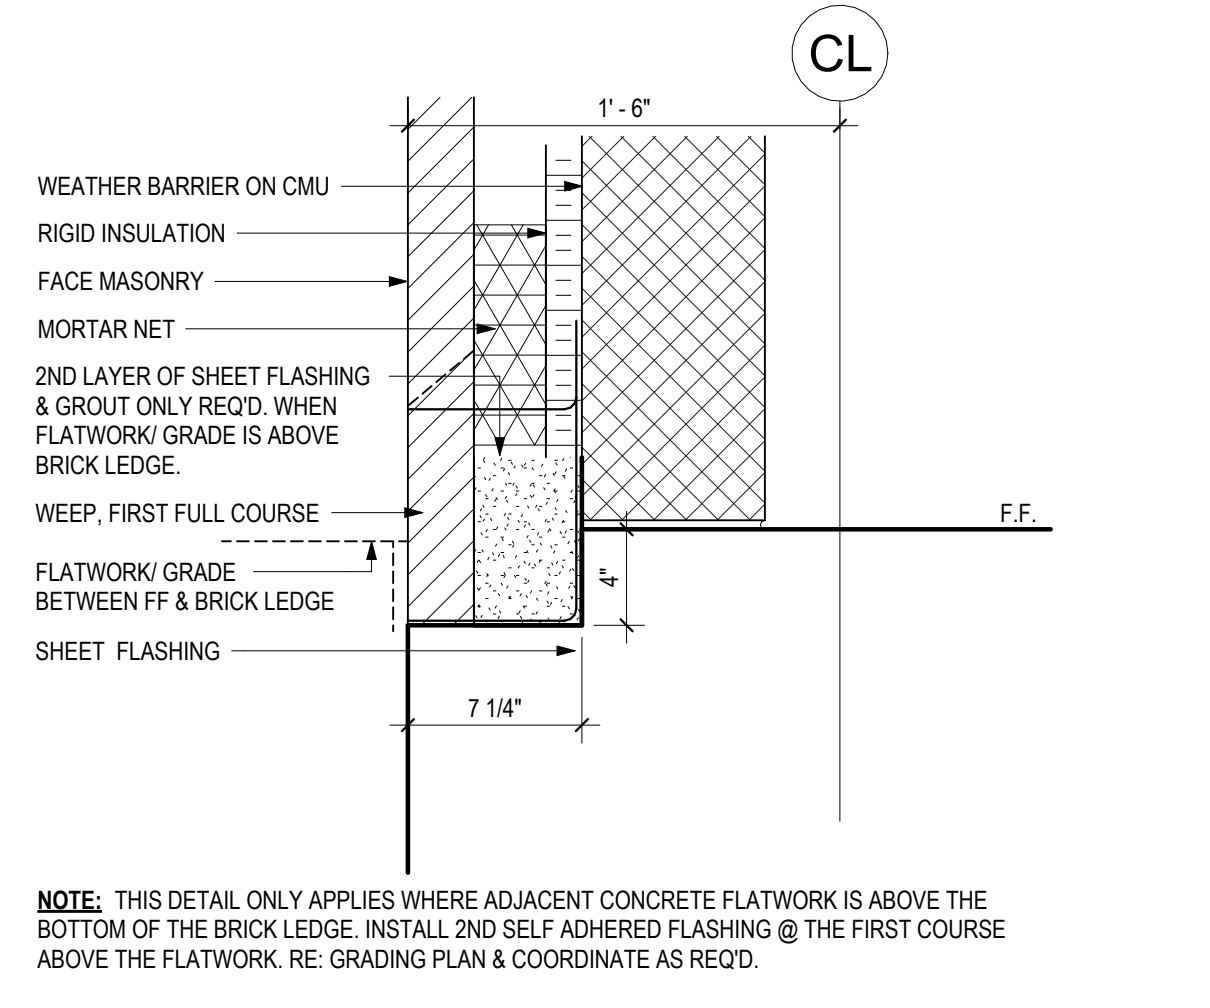 CL
1' - 6"
WEATHER BARRIER ON CMU
RIGID INSULATION
FACE MASONRY
MORTAR NET
2ND LAYER OF SHEET FLASHING
& GROUT ONLY REQ'D. WHEN
FLATWORK/ GRADE IS ABOVE
BRICK LEDGE.
WEEP, FIRST FULL COURSE
F.F.
FLATWORK/ GRADE
BETWEEN FF & BRICK LEDGE
4"
SHEET FLASHING
7 1/4"
NOTE: THIS DETAIL ONLY APPLIES WHERE ADJACENT CONCRETE FLATWORK IS ABOVE THE
BOTTOM OF THE BRICK LEDGE. INSTALL 2ND SELF ADHERED FLASHING @ THE FIRST COURSE
ABOVE THE FLATWORK. RE: GRADING PLAN & COORDINATE AS REQ'D.